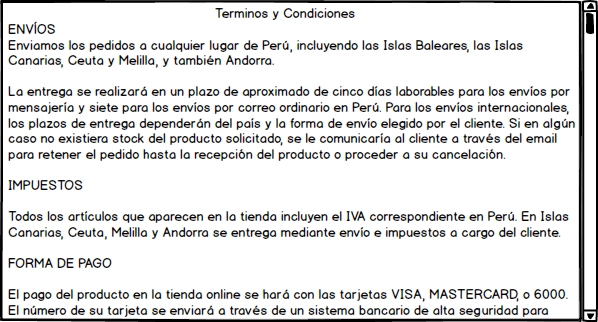 Terminos y Condiciones
ENVÍOS
Enviamos los pedidos a cualquier lugar de Perú, incluyendo las Islas Baleares, las Islas
Canarias, Ceuta y Melilla, y también Andorra.
La entrega se realizará en un plazo de aproximado de cinco días laborables para los envíos por
mensajería y siete para los envíos por correo ordinario en Perú. Para los envíos internacionales,
los plazos de entrega dependerán del país y la forma de envío elegido por el cliente. Si en algún
caso no existiera stock del producto solicitado, se le comunicaría al cliente a través del email
para retener el pedido hasta la recepción del producto o proceder a su cancelación.
IMPUESTOS
Todos los artículos que aparecen en la tienda incluyen el IVA correspondiente en Perú. En Islas
Canarias, Ceuta, Melilla y Andorra se entrega mediante envío e impuestos a cargo del cliente.
FORMA DE PAGO
El pago del producto en la tienda online se hará con las tarjetas VISA, MASTERCARD, o 6000.
El número de su tarjeta se enviará a través de un sistema bancario de alta seguridad para